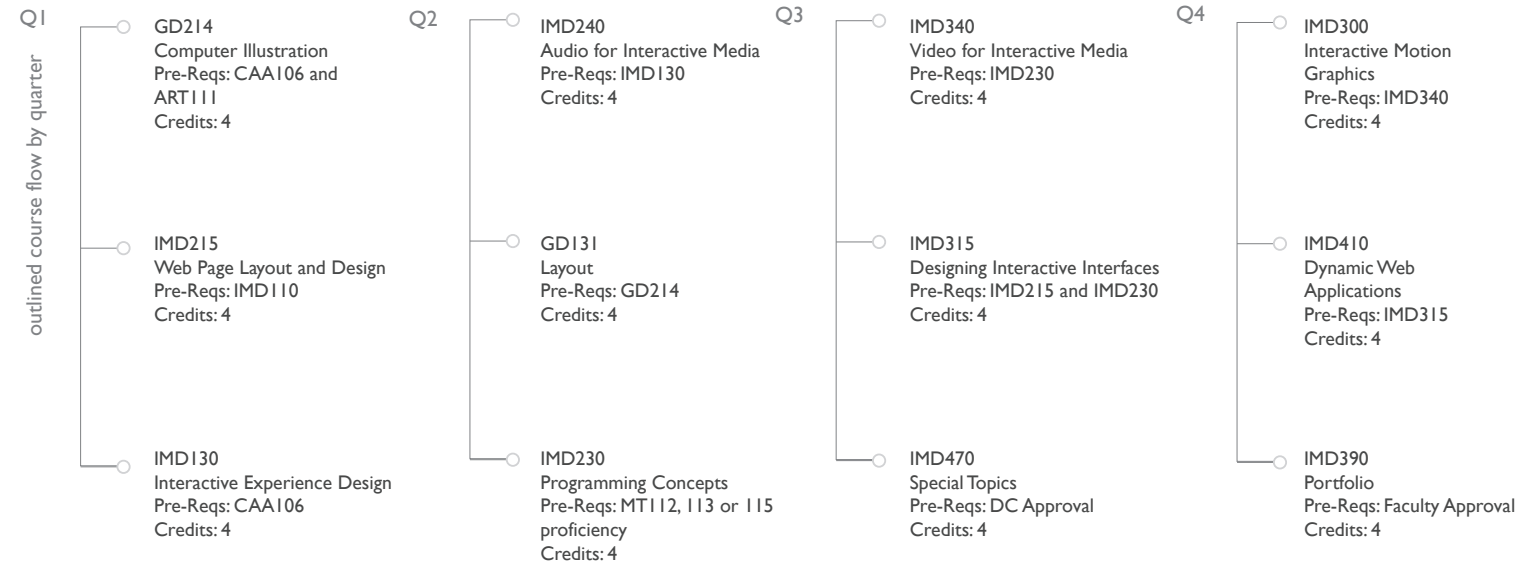 outlined course flow by quarter
Q1
GD214
Computer Illustration
Pre-Reqs: CAA106 and
ART111
Credits: 4
IMD215
Web Page Layout and Design
Pre-Reqs: IMD110
Credits: 4
IMD130
Interactive Experience Design
Pre-Reqs: CAA106
Credits: 4
Q2
IMD240
Audio for Interactive Media
Pre-Reqs: IMD130
Credits: 4
GD131
Layout
Pre-Reqs: GD214
Credits: 4
IMD230
Programming Concepts
Pre-Reqs: MT112, 113 or 115
proficiency
Credits: 4
Q3
IMD340
Video for Interactive Media
Pre-Reqs: IMD230
Credits: 4
IMD315
Designing Interactive Interfaces
Pre-Reqs: IMD215 and IMD230
Credits: 4
IMD470
Special Topics
Pre-Reqs: DC Approval
Credits: 4
Q4
IMD300
Interactive Motion
Graphics
Pre-Reqs: IMD340
Credits: 4
IMD410
Dynamic Web
Applications
Pre-Reqs: IMD315
Credits: 4
IMD390
Portfolio
Pre-Reqs: Faculty Approval
Credits: 4